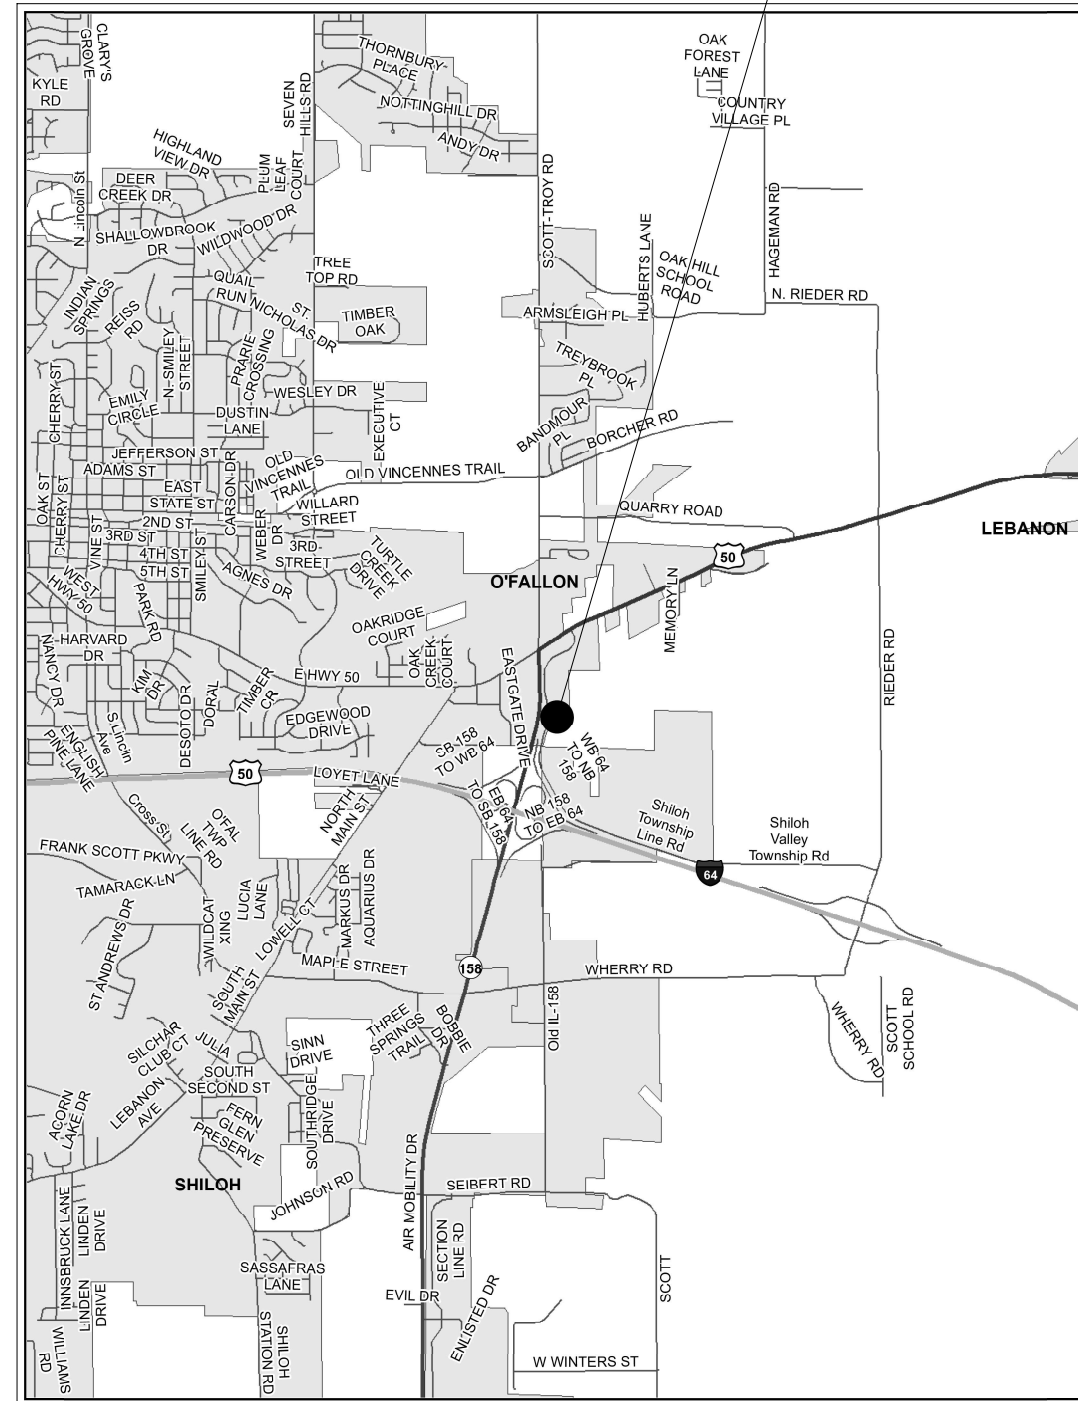 CLARY'S
GROVE
KYLE
RD
THORNBURY
PLACE
NOTTINGHILL DR
ANDY DR
SEVEN
HILLS RD
OAK
FOREST
LANE
COUNTRY
VILLAGE PL
HIGHLAND
VIEW DR
PLUM
LEAF
COURT
DEER
CREEK DR
N. Lincoln St
SCOTT-TROY RD
HAGEMAN RD
SHALLOWBROOK
DR
WILDWOOD DR
HUBERTS LANE
OAK HILL
SCHOOL
ROAD
TREE
TOP RD
N. RIEDER RD
INDIAN
SPRINGS
REISS
RD
QUAIL
RUN
ST.
NICHOLAS DR
TIMBER
OAK
ARMSLEIGH PL
N. SMILEY
STREET
PRARIE
CROSSING
TREYBROOK
PL
CHERRY ST
EMILY
CIRCLE
WESLEY DR
DUSTIN
LANE
EXECUTIVE
CT
BANDMOUR
PL
BORCHER RD
JEFFERSON ST
ADAMS ST
OLD
VINCENNES
TRAIL
OLD VINCENNES TRAIL
OAK ST
CHERRY ST
EAST
STATE ST
CARSON DR
WILLARD
STREET
QUARRY ROAD
LEBANON
VINE ST
2ND ST
3RD ST
4TH ST
5TH ST
SMILEY ST
WEBER
DR
3RD
STREET
TURTLE
CREEK
DRIVE
50
O'FALLON
WEST
HWY 50
PARK RD
AGNES DR
MEMORY LN
OAKRIDGE
COURT
HARVARD
DR
NANCY DR
KIM
DR
DESOTO DR
DORAL
TIMBER
CR
E HWY 50
OAK
CREEK
COURT
EASTGATE DRIVE
RIEDER RD
EDGEWOOD
DRIVE
S Lincln
Ave
ENGLISH
PINE LANE
SB 158
TO WB 64
WB 64
TO NB
158
50
LOYET LANE
NORTH
MAIN ST
EB 64
TO SB 158
NB 158
TO EB 64
Cross St
O'FAL
TWP
LINE RD
Shiloh
Township
Line Rd
Shiloh
Valley
Township Rd
64
FRANK SCOTT PKWY
TAMARACK LN
LUCIA
LANE
MARKUS DR
AQUARIUS DR
ST ANDREWS DR
WILDCAT
XING
LOWELL CT
MAPLE STREET
158
WHERRY RD
SOUTH
MAIN ST
Old IL-158
THREE
SPRINGS
TRAIL
BOBBIE
DR
WHERRY RD
SCOTT
SCHOOL RD
SILCHAR
CLUB CT
JULIA
SINN
DRIVE
SOUTH
SECOND ST
ACORN
LAKE DR
LEBANON
AVE
FERN
GLEN
PRESERVE
SOUTHRIDGE
DRIVE
SHILOH
JOHNSON RD
AIR MOBILITY DR
SEIBERT RD
INNSBRUCK LANE
LINDEN
DRIVE
SECTION
LINE RD
SCOTT
SASSAFRAS
LANE
LINDEN
DRIVE
EVIL DR
ENLISTED DR
WILLIAMS
RD
SHILOH
STATION RD
W WINTERS ST